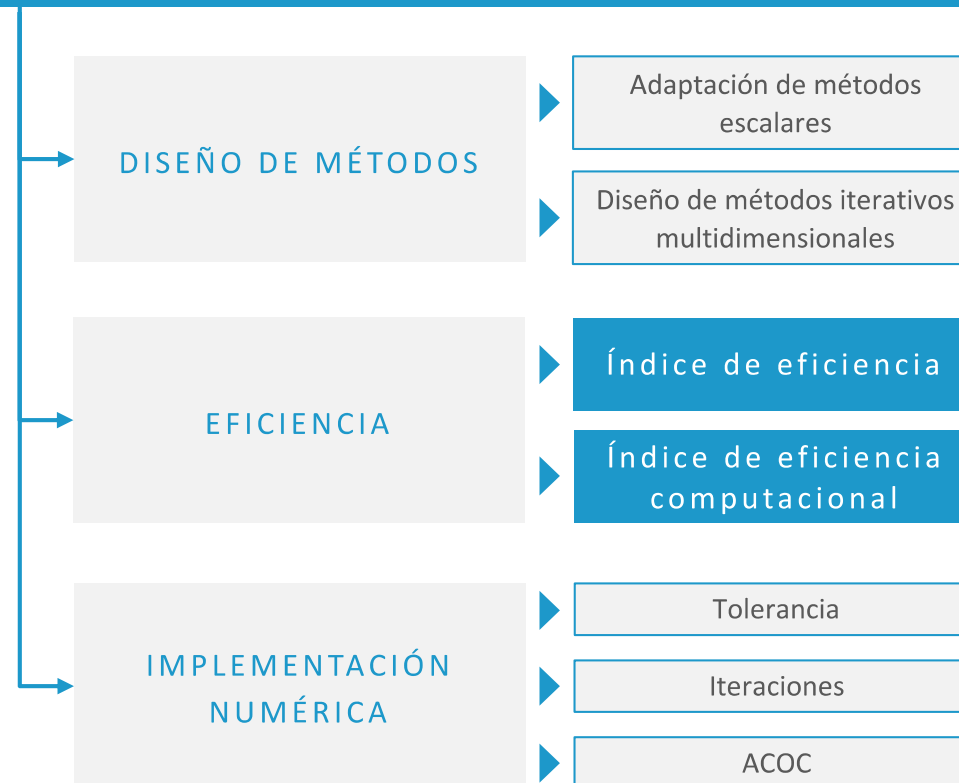 DISEÑO DE MÉTODOS
Adaptación de métodos
escalares
Diseño de métodos iterativos
multidimensionales
EFICIENCIA
Índice de eficiencia
Índice de eficiencia
computacional
IMPLEMENTACIÓN
NUMÉRICA
Tolerancia
Iteraciones
ACOC